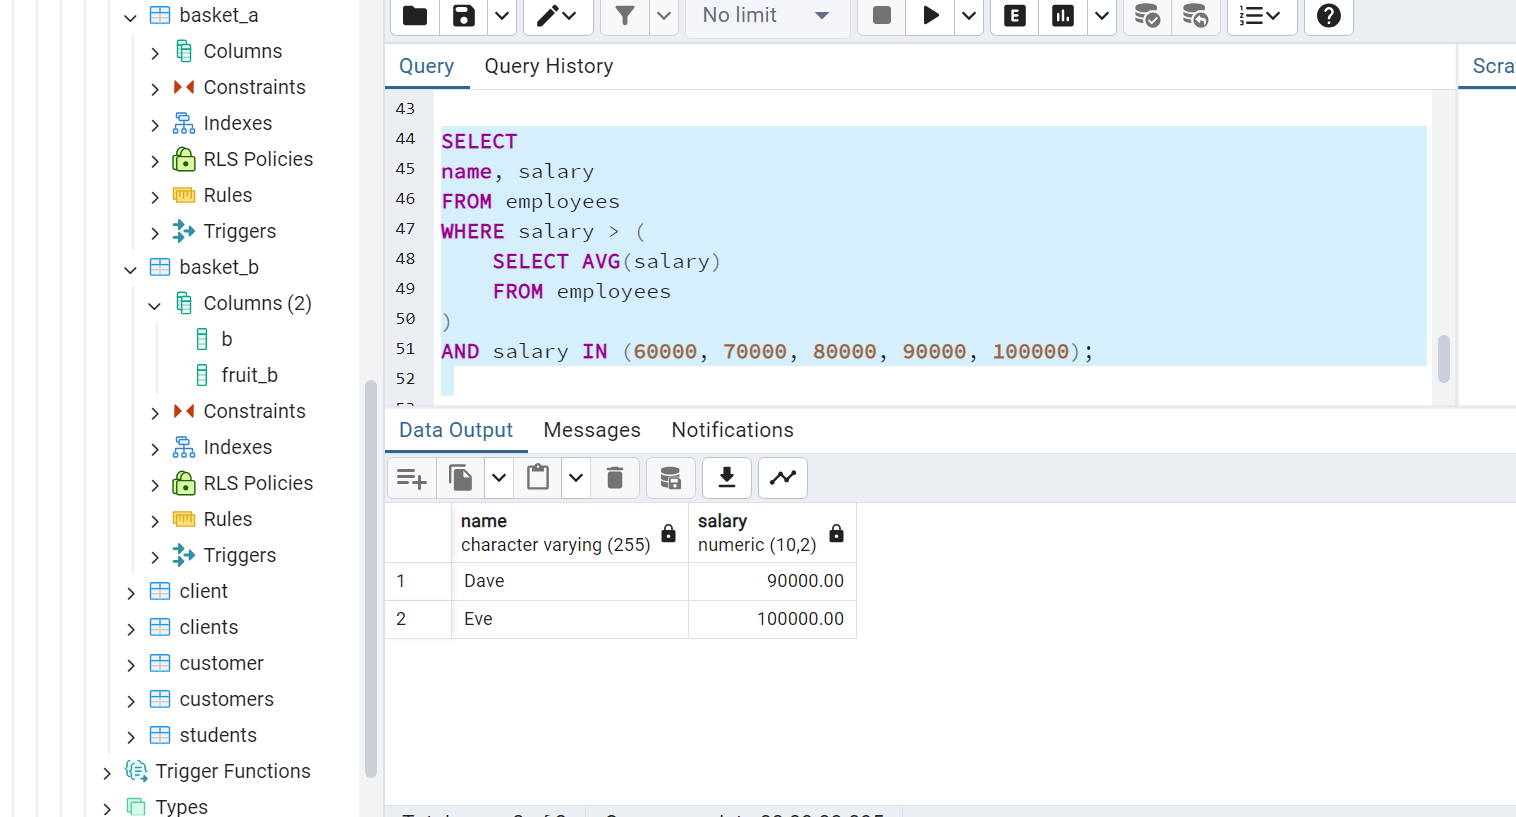 basket_a
Columns
Constraints
Indexes
RLS Policies
Rules
Triggers
basket_b
Columns (2)
b
fruit_b
Constraints
Indexes
RLS Policies
Rules
Triggers
client
clients
customer
customers
students
Trigger Functions
Types
No limit
E
?
Query Query History
Scra
43
44 SELECT
45 name, salary
46 FROM employees
47 WHERE salary > (
48 SELECT AVG(salary)
49 FROM employees
50 )
51 AND salary IN (60000, 70000, 80000, 90000, 100000);
52
Data Output Messages Notifications
name salary
character varying (255) numeric (10,2)
1 Dave 90000.00
2 Eve 100000.00